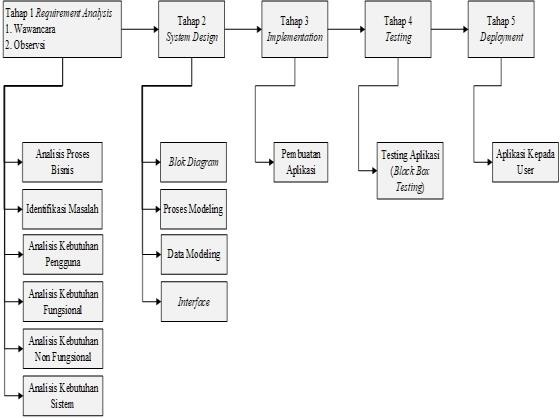 Tahap 1 Requirement Analysis
1. Wawancara
2. Observsi
Tahap 2
System Design
Tahap 3
Implementation
Tahap 4
Testing
Tahap 5
Deployment
Analisis Proses
Bisnis
Identifikasi Masalah
Analisis Kebutuhan
Pengguna
Analisis Kebutuhan
Fungsional
Analisis Kebutuhan
Non Fungsional
Analisis Kebutuhan
Sistem
Blok Diagram
Proses Modeling
Data Modeling
Interface
Pembuatan
Aplikasi
Testing Aplikasi
(Black Box
Testing)
Aplikasi Kepada
User